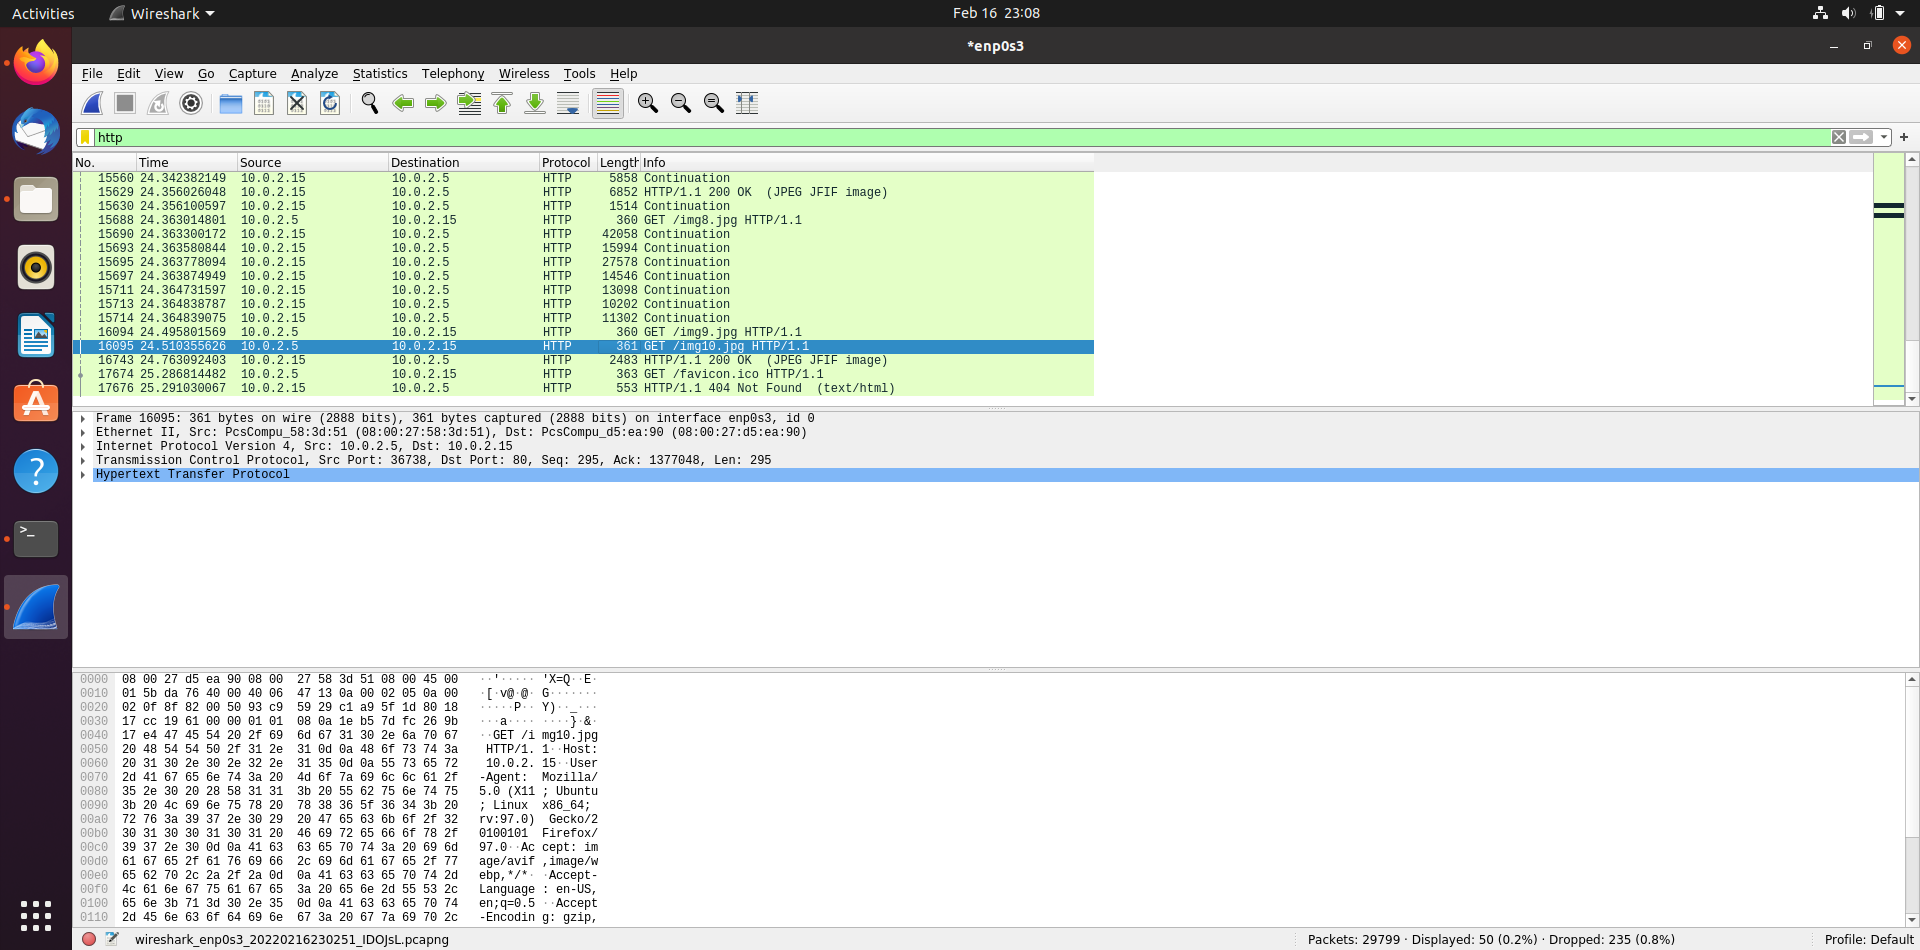 Activities Wireshark Feb 16 23:08
*enp0s3
File Edit View Go Capture Analyze Statistics Telephony Wireless Tools Help
http
No. Time Source Destination Protocol Length Info
15560 24.342382149 10.0.2.15 10.0.2.5 HTTP 5858 Continuation
15629 24.356026048 10.0.2.15 10.0.2.5 HTTP 6852 HTTP/1.1 200 OK (JPEG JFIF image)
15630 24.356100597 10.0.2.15 10.0.2.5 HTTP 1514 Continuation
15688 24.363014801 10.0.2.5 10.0.2.15 HTTP 360 GET /img8.jpg HTTP/1.1
15690 24.363300172 10.0.2.15 10.0.2.5 HTTP 42058 Continuation
15693 24.363580844 10.0.2.15 10.0.2.5 HTTP 15994 Continuation
15695 24.363778094 10.0.2.15 10.0.2.5 HTTP 27578 Continuation
15697 24.363874949 10.0.2.15 10.0.2.5 HTTP 14546 Continuation
15711 24.364731597 10.0.2.15 10.0.2.5 HTTP 13098 Continuation
15713 24.364838787 10.0.2.15 10.0.2.5 HTTP 10202 Continuation
15714 24.364839075 10.0.2.15 10.0.2.5 HTTP 11302 Continuation
16094 24.495801569 10.0.2.5 10.0.2.15 HTTP 360 GET /img9.jpg HTTP/1.1
16095 24.510355626 10.0.2.5 10.0.2.15 HTTP 361 GET /img10.jpg HTTP/1.1
16743 24.763092403 10.0.2.15 10.0.2.5 HTTP 2483 HTTP/1.1 200 OK (JPEG JFIF image)
17674 25.286814482 10.0.2.5 10.0.2.15 HTTP 363 GET /favicon.ico HTTP/1.1
17676 25.291030067 10.0.2.15 10.0.2.5 HTTP 553 HTTP/1.1 404 Not Found (text/html)
Frame 16095: 361 bytes on wire (2888 bits), 361 bytes captured (2888 bits) on interface enp0s3, id 0
Ethernet II, Src: PcsCompu_58:3d:51 (08:00:27:58:3d:51), Dst: PcsCompu_d5:ea:90 (08:00:27:d5:ea:90)
Internet Protocol Version 4, Src: 10.0.2.5, Dst: 10.0.2.15
Transmission Control Protocol, Src Port: 36738, Dst Port: 80, Seq: 295, Ack: 1377048, Len: 295
Hypertext Transfer Protocol
0000 08 00 27 d5 ea 90 08 00 27 58 3d 51 08 00 45 00 ··'····· 'X=Q··E·
0010 01 5b da 76 40 00 40 06 47 13 0a 00 02 05 0a 00 ·[·v@·@· G·······
0020 02 0f 8f 82 00 50 93 c9 59 29 c1 a9 5f 1d 80 18 ·····P·· Y)··_···
0030 17 cc 19 61 00 00 01 01 08 0a 1e b5 7d fc 26 9b ···a···· ····}·&·
0040 17 e4 47 45 54 20 2f 69 6d 67 31 30 2e 6a 70 67 ··GET /i mg10.jpg
0050 20 48 54 54 50 2f 31 2e 31 0d 0a 48 6f 73 74 3a HTTP/1. 1··Host:
0060 20 31 30 2e 30 2e 32 2e 31 35 0d 0a 55 73 65 72 10.0.2. 15··User
0070 2d 41 67 65 6e 74 3a 20 4d 6f 7a 69 6c 6c 61 2f -Agent: Mozilla/
0080 35 2e 30 20 28 58 31 31 3b 20 55 62 75 6e 74 75 5.0 (X11 ; Ubuntu
0090 3b 20 4c 69 6e 75 78 20 78 38 36 5f 36 34 3b 20 ; Linux x86_64;
00a0 72 76 3a 39 37 2e 30 29 20 47 65 63 6b 6f 2f 32 rv:97.0) Gecko/2
00b0 30 31 30 30 31 30 31 20 46 69 72 65 66 6f 78 2f 0100101 Firefox/
00c0 39 37 2e 30 0d 0a 41 63 63 65 70 74 3a 20 69 6d 97.0··Ac cept: im
00d0 61 67 65 2f 61 76 69 66 2c 69 6d 61 67 65 2f 77 age/avif ,image/w
00e0 65 62 70 2c 2a 2f 2a 0d 0a 41 63 63 65 70 74 2d ebp,*/*· ·Accept-
00f0 4c 61 6e 67 75 61 67 65 3a 20 65 6e 2d 55 53 2c Language : en-US,
0100 65 6e 3b 71 3d 30 2e 35 0d 0a 41 63 63 65 70 74 en;q=0.5 ··Accept
0110 2d 45 6e 63 6f 64 69 6e 67 3a 20 67 7a 69 70 2c -Encodin g: gzip,
wireshark_enp0s3_20220216230251_IDOJsL.pcapng Packets: 29799 · Displayed: 50 (0.2%) · Dropped: 235 (0.8%) Profile: Default